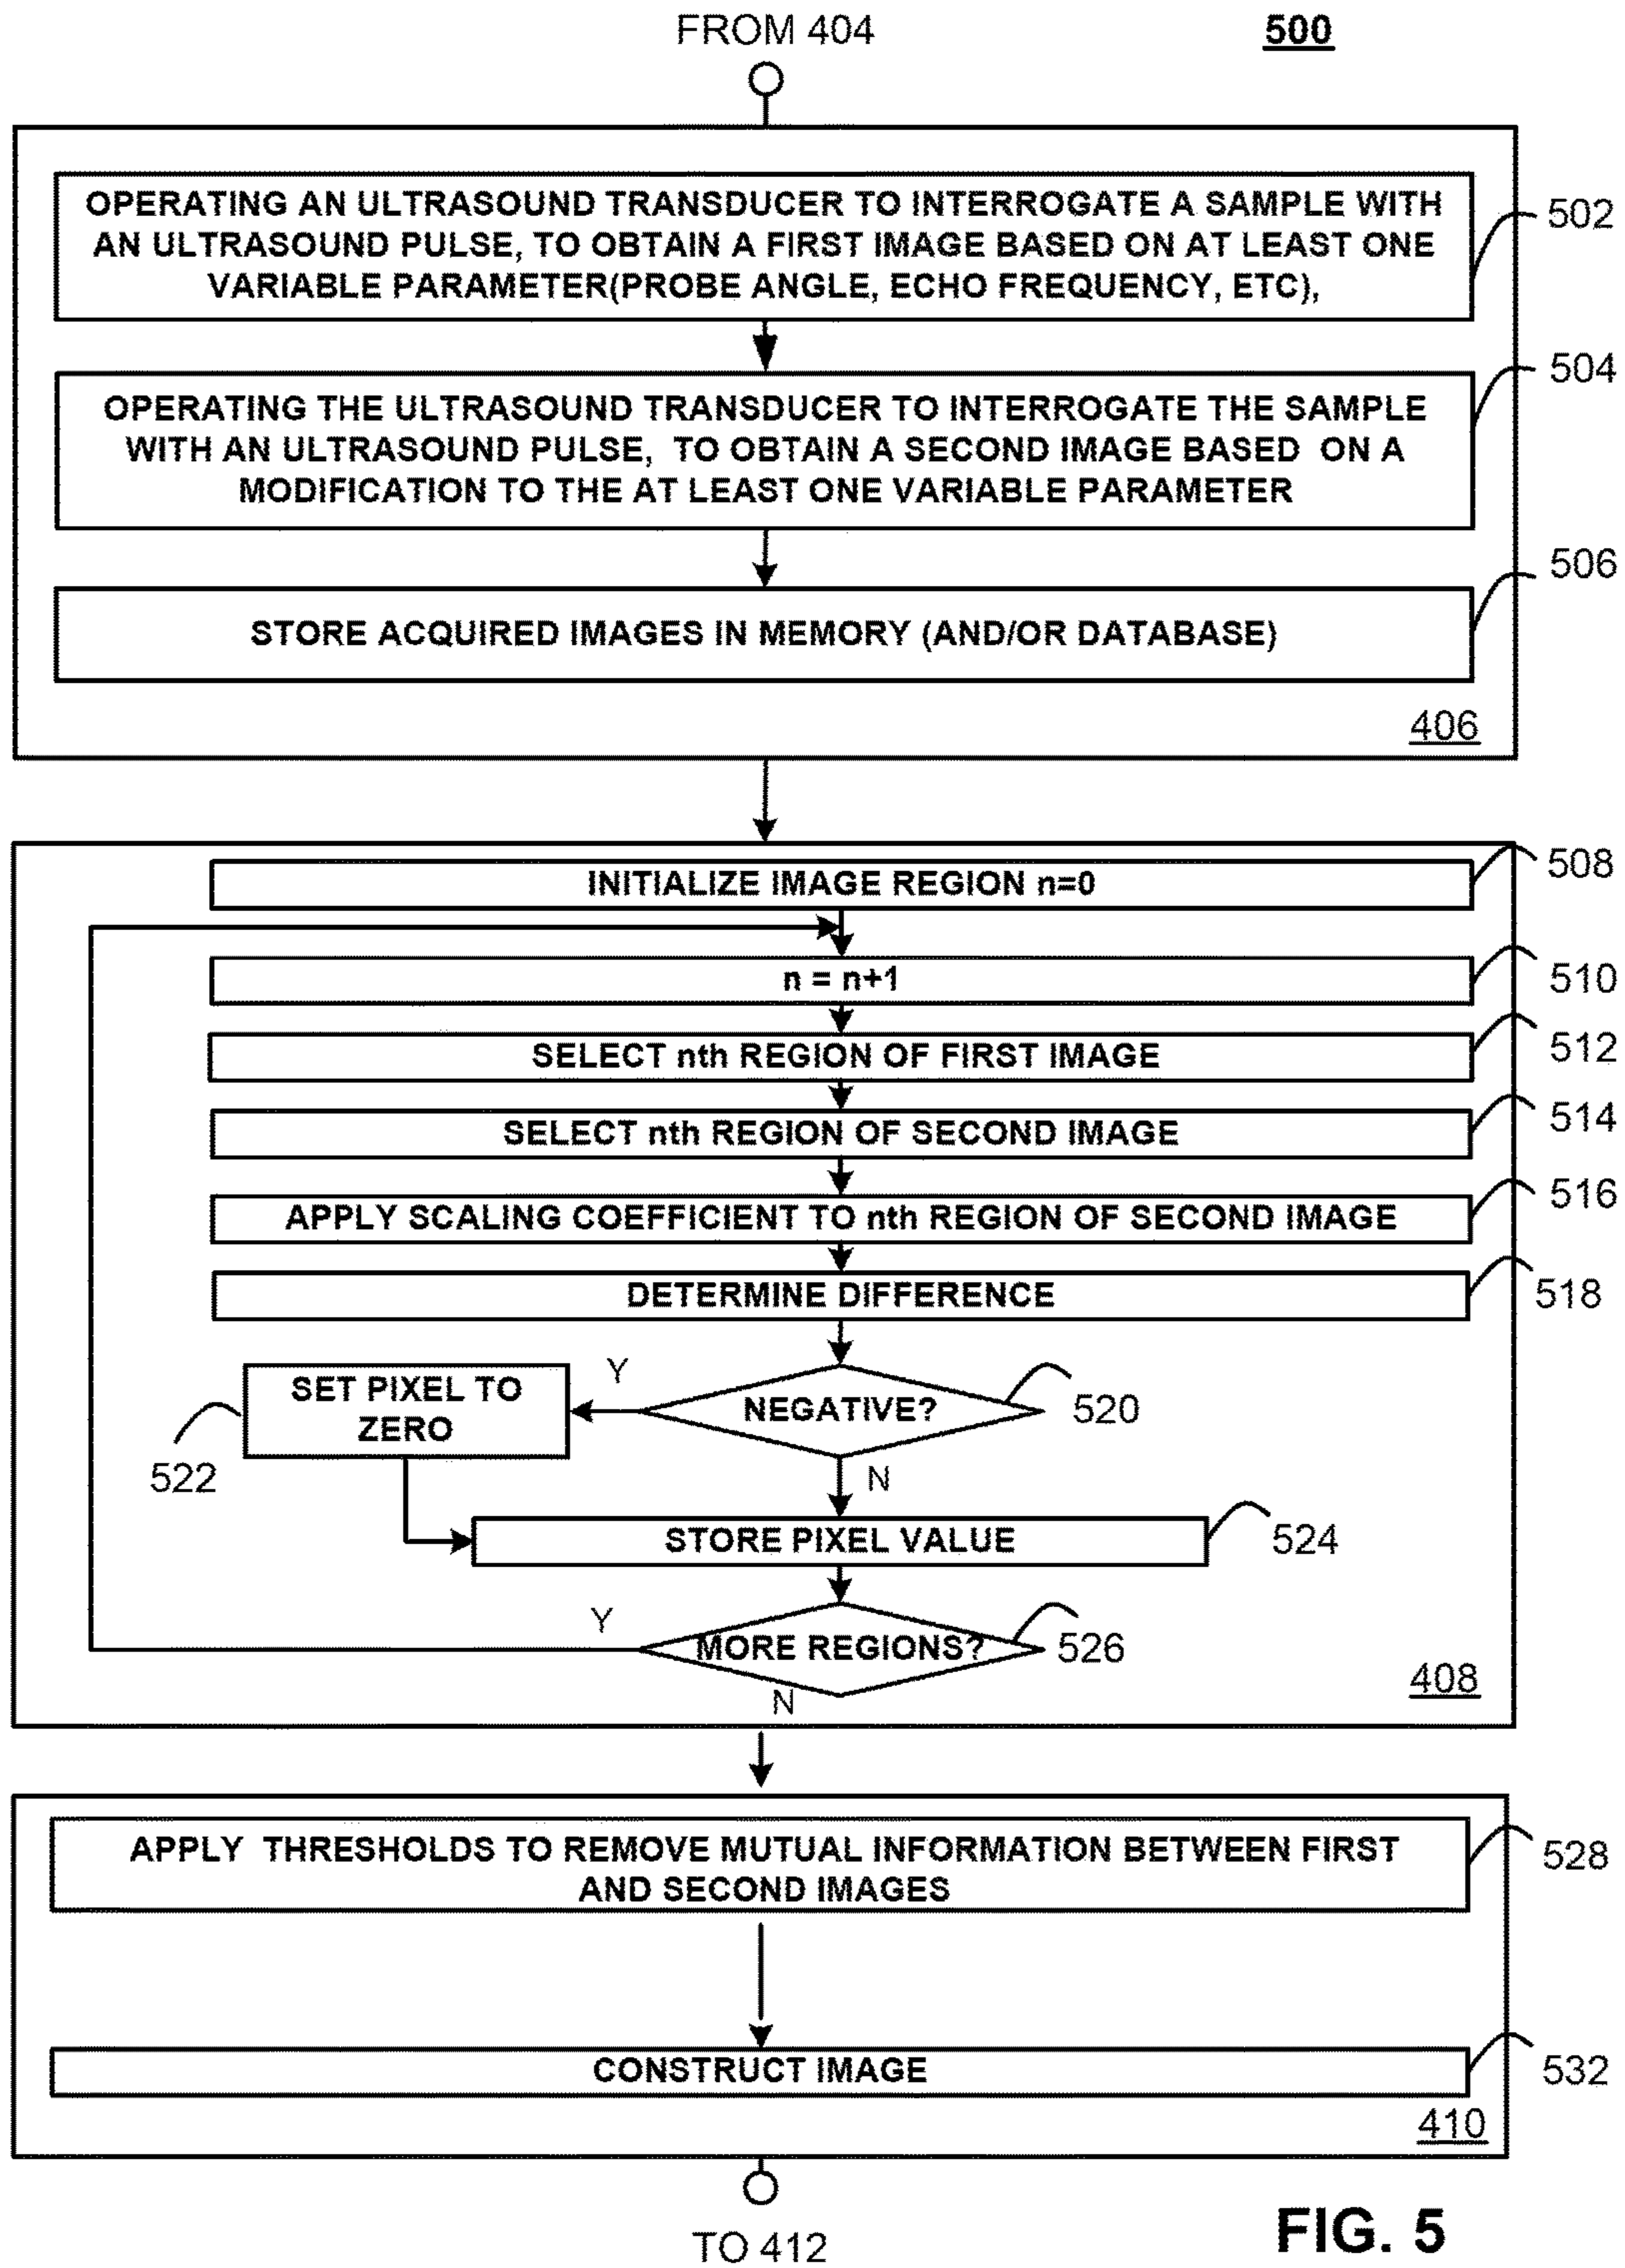 FROM 404
500
OPERATING AN ULTRASOUND TRANSDUCER TO INTERROGATE A SAMPLE WITH
AN ULTRASOUND PULSE, TO OBTAIN A FIRST IMAGE BASED ON AT LEAST ONE
VARIABLE PARAMETER(PROBE ANGLE, ECHO FREQUENCY, ETC),
502
OPERATING THE ULTRASOUND TRANSDUCER TO INTERROGATE THE SAMPLE
WITH AN ULTRASOUND PULSE, TO OBTAIN A SECOND IMAGE BASED ON A
MODIFICATION TO THE AT LEAST ONE VARIABLE PARAMETER
504
STORE ACQUIRED IMAGES IN MEMORY (AND/OR DATABASE)
506
406
INITIALIZE IMAGE REGION n=0
508
n = n+1
510
SELECT nth REGION OF FIRST IMAGE
512
SELECT nth REGION OF SECOND IMAGE
514
APPLY SCALING COEFFICIENT TO nth REGION OF SECOND IMAGE
516
DETERMINE DIFFERENCE
518
NEGATIVE?
520
Y
SET PIXEL TO
ZERO
522
N
STORE PIXEL VALUE
524
MORE REGIONS?
526
Y
N
408
APPLY THRESHOLDS TO REMOVE MUTUAL INFORMATION BETWEEN FIRST
AND SECOND IMAGES
528
CONSTRUCT IMAGE
532
410
TO 412
FIG. 5